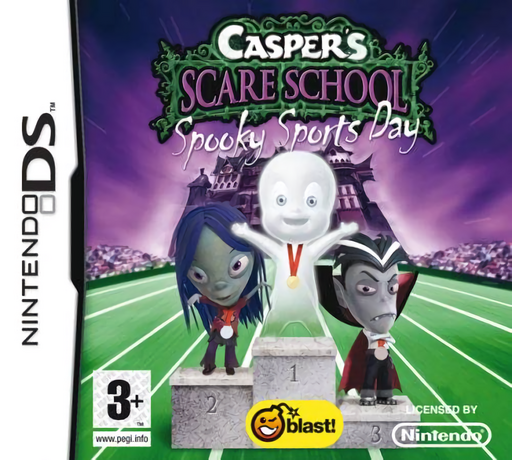 CASPER'S
SCARE SCHOOL
Spooky Sports Day
NINTENDO DS™
2
1
3
3+
™
www.pegi.info
blast!
LICENSED BY
Nintendo®